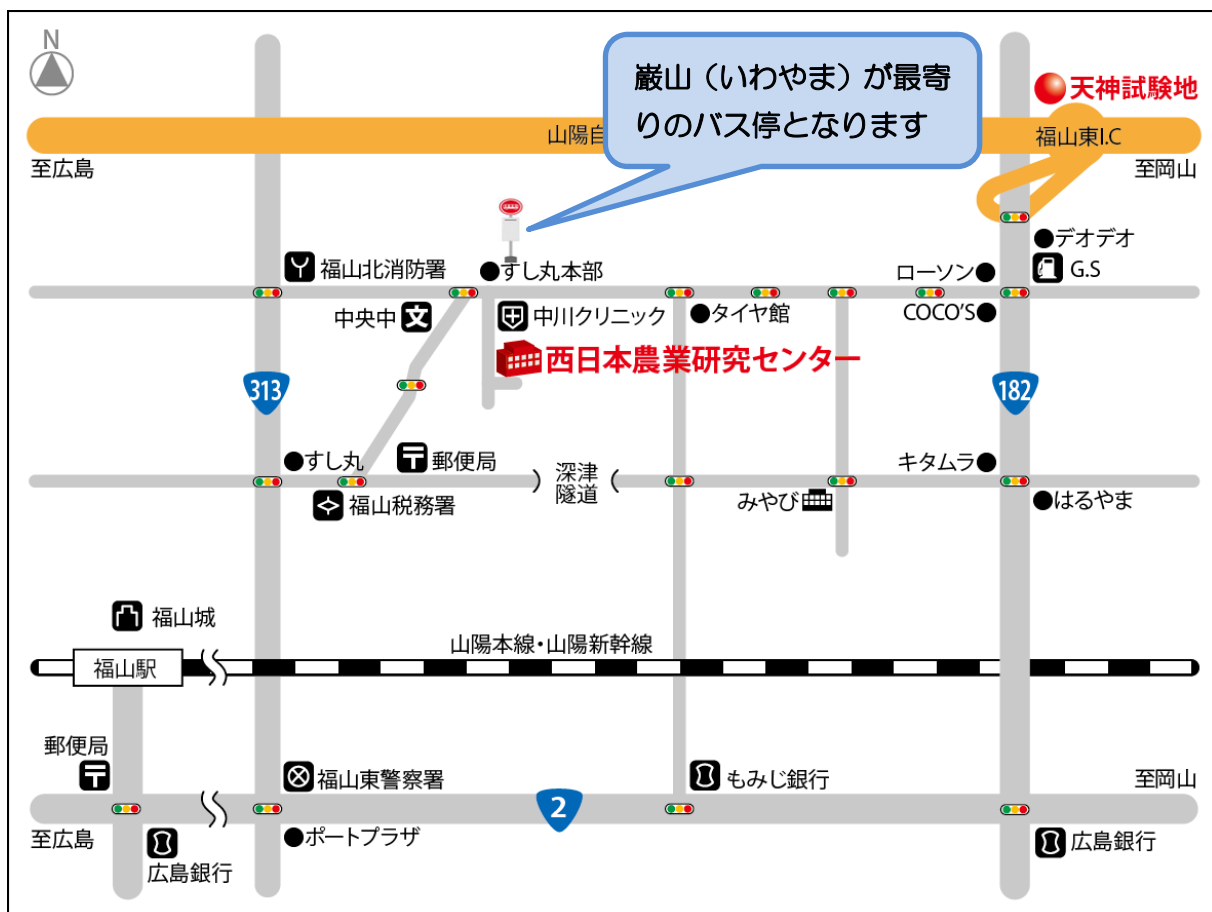 N
巌山（いわやま）が最寄
りのバス停となります
天神試験地
山陽自
福山東I.C
至広島
至岡山
デオデオ
福山北消防署
すし丸本部
ローソン
G.S
中央中
文
中川クリニック
タイヤ館
COCO'S
西日本農業研究センター
313
182
すし丸
郵便局
深津
隧道
キタムラ
福山税務署
みやび
はるやま
福山城
山陽本線・山陽新幹線
福山駅
郵便局
福山東警察署
もみじ銀行
至岡山
2
至広島
ポートプラザ
広島銀行
広島銀行